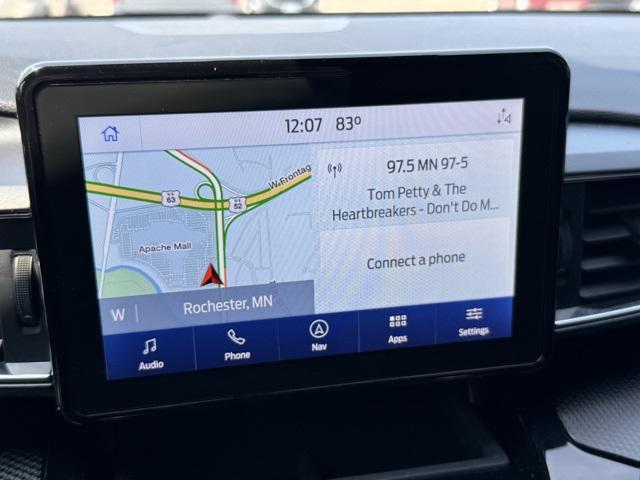 12:07 83°
97.5 MN 97-5
Tom Petty & The
Heartbreakers - Don't Do M...
W Frontag
63
52
Apache Mall
Connect a phone
W
Rochester, MN
Audio
Phone
Nav
Apps
Settings